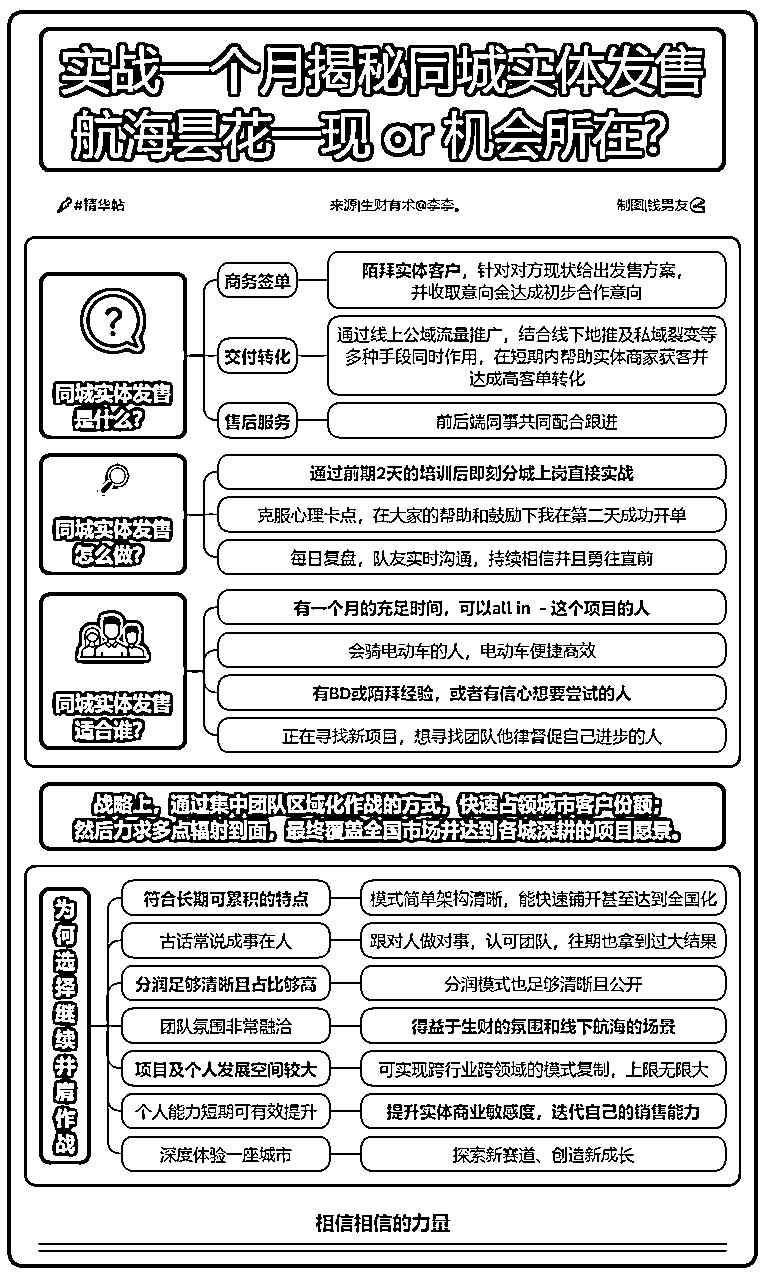 实战一个月揭秘同城实体发售
航海昙花一现 or 机会所在？
#精华帖
来源|生财有术@李李。
制图|钱男友
同城实体发售
是什么？
商务签单
陌拜实体客户，针对对方现状给出发售方案，
并收取意向金达成初步合作意向
交付转化
通过线上公域流量推广，结合线下地推及私域裂变等
多种手段同时作用，在短期内帮助实体商家获客并
达成高客单转化
售后服务
前后端同事共同配合跟进
同城实体发售
怎么做？
通过前期2天的培训后即刻分城上岗直接实战
克服心理卡点，在大家的帮助和鼓励下我在第二天成功开单
每日复盘，队友实时沟通，持续相信并且勇往直前
同城实体发售
适合谁？
有一个月的充足时间，可以all in －这个项目的人
会骑电动车的人，电动车便捷高效
有BD或陌拜经验，或者有信心想要尝试的人
正在寻找新项目，想寻找团队他律督促自己进步的人
战略上，通过集中团队区域化作战的方式，快速占领城市客户份额；
然后力求多点辐射到面，最终覆盖全国市场并达到各城深耕的项目愿景。
为何选择继续并肩作战
符合长期可累积的特点
模式简单架构清晰，能快速铺开甚至达到全国化
古话常说成事在人
跟对人做对事，认可团队，往期也拿到过大结果
分润足够清晰且占比够高
分润模式也足够清晰且公开
团队氛围非常融洽
得益于生财的氛围和线下航海的场景
项目及个人发展空间较大
可实现跨行业跨领域的模式复制，上限无限大
个人能力短期可有效提升
提升实体商业敏感度，迭代自己的销售能力
深度体验一座城市
探索新赛道、创造新成长
相信相信的力量